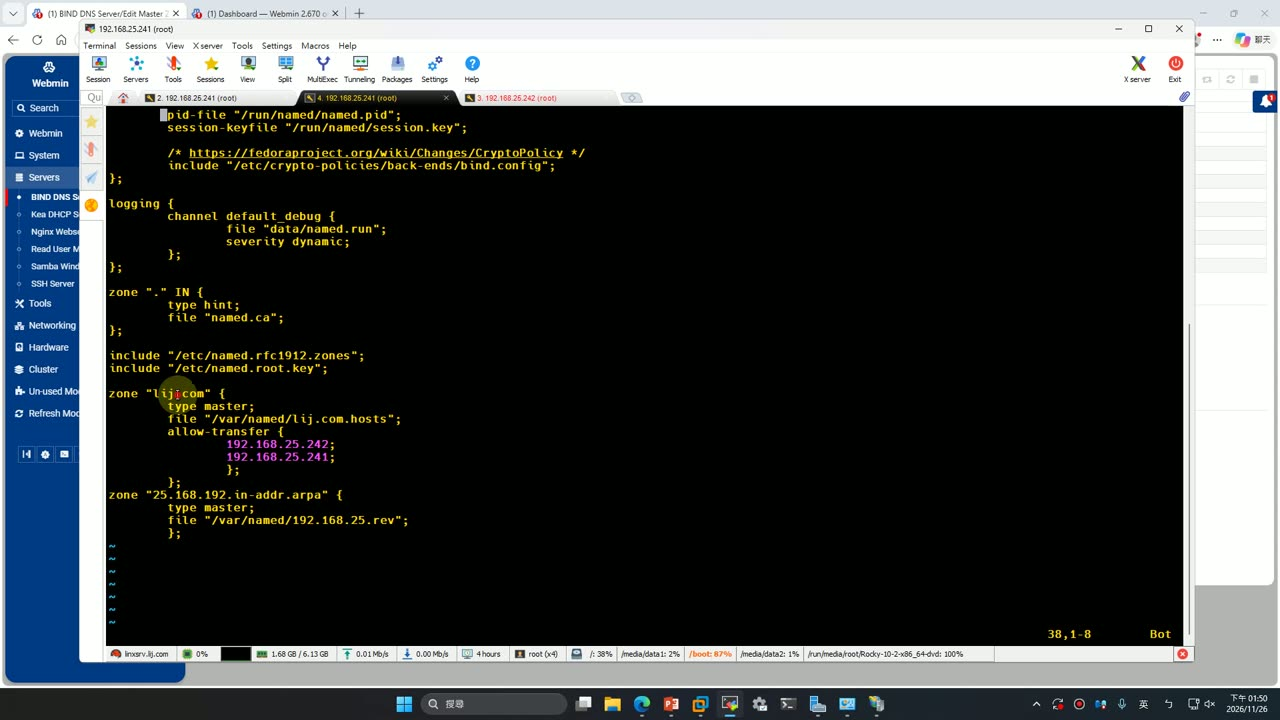 (1) BIND DNS Server/Edit Master
(1) Dashboard — Webmin 2.670 o
192.168.25.241 (root)
Terminal Sessions View X server Tools Settings Macros Help
Session Servers Tools Sessions View Split MultiExec Tunneling Packages Settings Help X server Exit
Qu
2. 192.168.25.241 (root)
4. 192.168.25.241 (root)
3. 192.168.25.242 (root)
聊天
Webmin
Search
Webmin
System
Servers
BIND DNS S
Kea DHCP S
Nginx Webse
Read User M
Samba Wind
SSH Server
Tools
Networking
Hardware
Cluster
Un-used Mo
Refresh Mod
pid-file "/run/named/named.pid";
session-keyfile "/run/named/session.key";
/* https://fedoraproject.org/wiki/Changes/CryptoPolicy */
include "/etc/crypto-policies/back-ends/bind.config";
};
logging {
channel default_debug {
file "data/named.run";
severity dynamic;
};
};
zone "." IN {
type hint;
file "named.ca";
};
include "/etc/named.rfc1912.zones";
include "/etc/named.root.key";
zone "lij.com" {
type master;
file "/var/named/lij.com.hosts";
allow-transfer {
192.168.25.242;
192.168.25.241;
};
};
zone "25.168.192.in-addr.arpa" {
type master;
file "/var/named/192.168.25.rev";
};
~
~
~
~
~
~
~
38,1-8 Bot
linxsrv.lij.com 0% 1.68 GB / 6.13 GB 0.01 Mb/s 0.00 Mb/s 4 hours root (x4) /: 38% /media/data1: 2% /boot: 87% /media/data2: 1% /run/media/root/Rocky-10-2-x86_64-dvd: 100%
搜尋
英
下午 01:50
2026/11/26